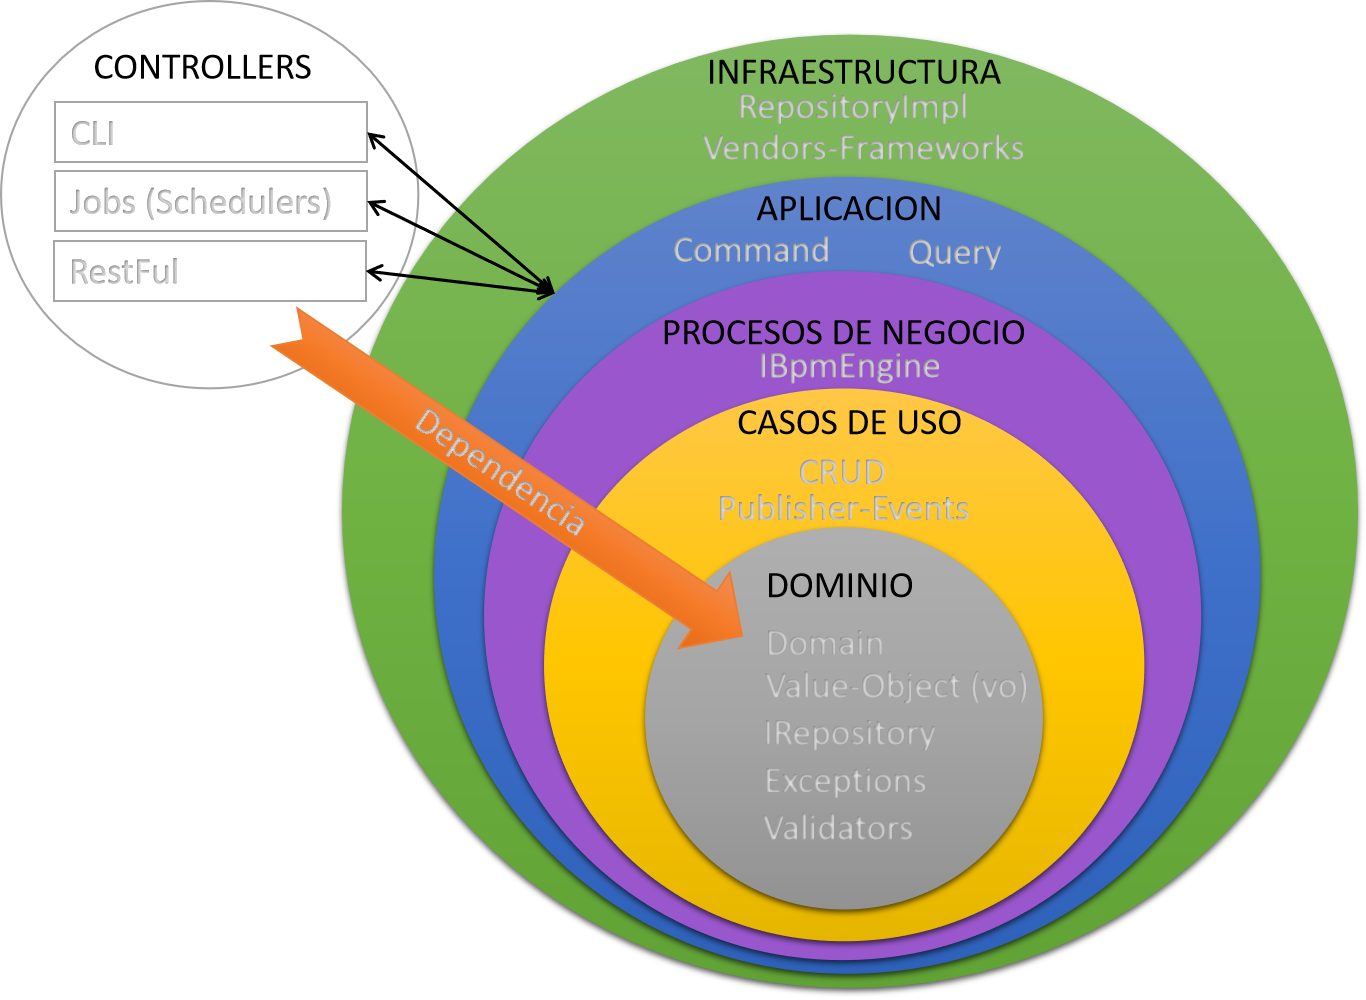 CONTROLLERS
CLI
Jobs (Schedulers)
RestFul
INFRAESTRUCTURA
RepositoryImpl
Vendors-Frameworks
APLICACION
Command Query
PROCESOS DE NEGOCIO
IBpmEngine
CASOS DE USO
CRUD
Publisher-Events
Dependencia
DOMINIO
Domain
Value-Object (vo)
IRepository
Exceptions
Validators